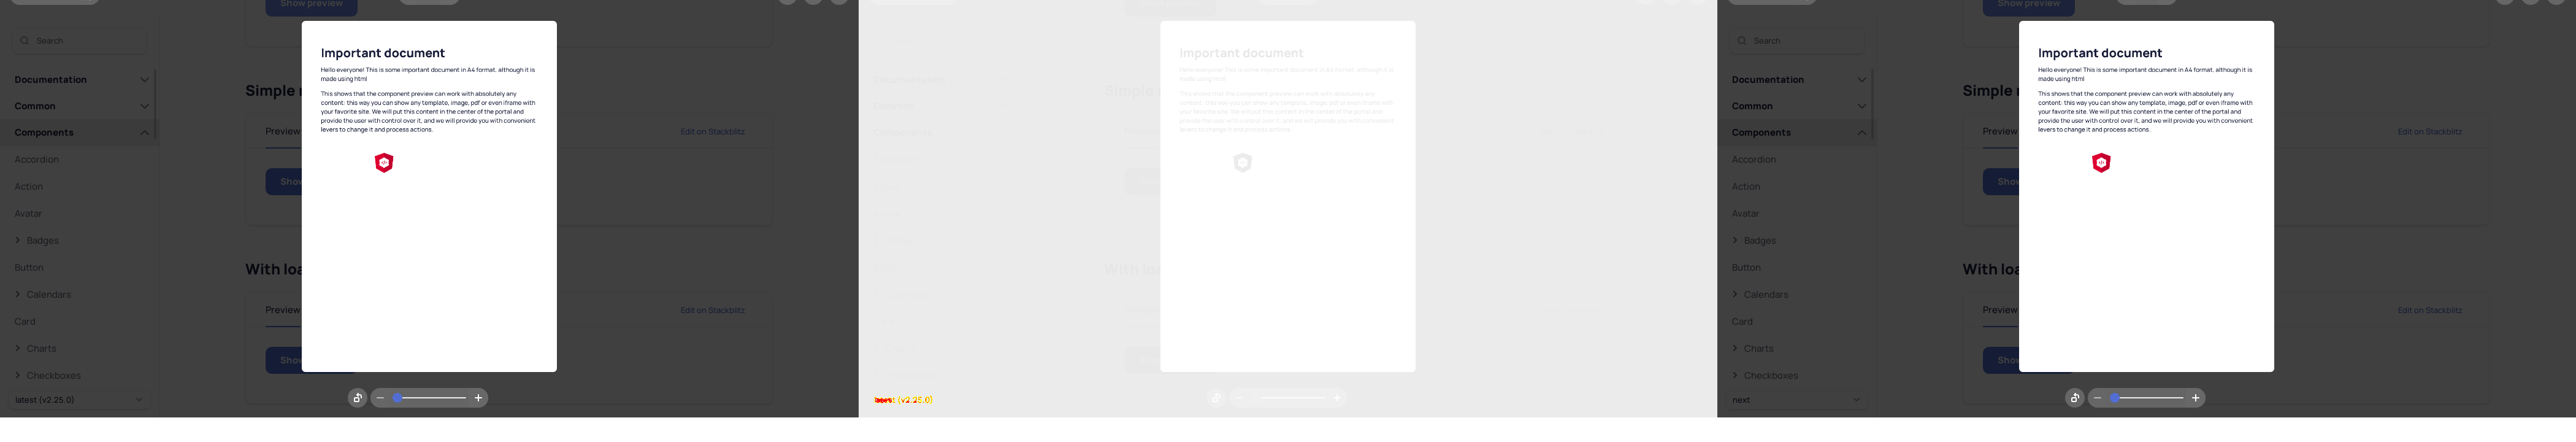 Show preview
Search
Documentation
Common
Components
Accordion
Action
Avatar
Badges
Button
Calendars
Card
Charts
Checkboxes
latest (v2.25.0)
Simple
Preview
Edit on Stackblitz
Show
With loa
Preview
Edit on Stackblitz
Show
Important document
Hello everyone! This is some important document in A4 format, although it is
made using html
This shows that the component preview can work with absolutely any
content: this way you can show any template, image, pdf or even iframe with
your favorite site. We will put this content in the center of the portal and
provide the user with control over it, and we will provide you with convenient
levers to change it and process actions.
Important document
Hello everyone! This is some important document in A4 format, although it is
made using html
This shows that the component preview can work with absolutely any
content: this way you can show any template, image, pdf or even iframe with
your favorite site. We will put this content in the center of the portal and
provide the user with control over it, and we will provide you with convenient
levers to change it and process actions.
(v2.25.0)
Show preview
Search
Documentation
Common
Components
Accordion
Action
Avatar
Badges
Button
Calendars
Card
Charts
Checkboxes
next
Simple
Preview
Edit on Stackblitz
Show
With loa
Preview
Edit on Stackblitz
Show
Important document
Hello everyone! This is some important document in A4 format, although it is
made using html
This shows that the component preview can work with absolutely any
content: this way you can show any template, image, pdf or even iframe with
your favorite site. We will put this content in the center of the portal and
provide the user with control over it, and we will provide you with convenient
levers to change it and process actions.